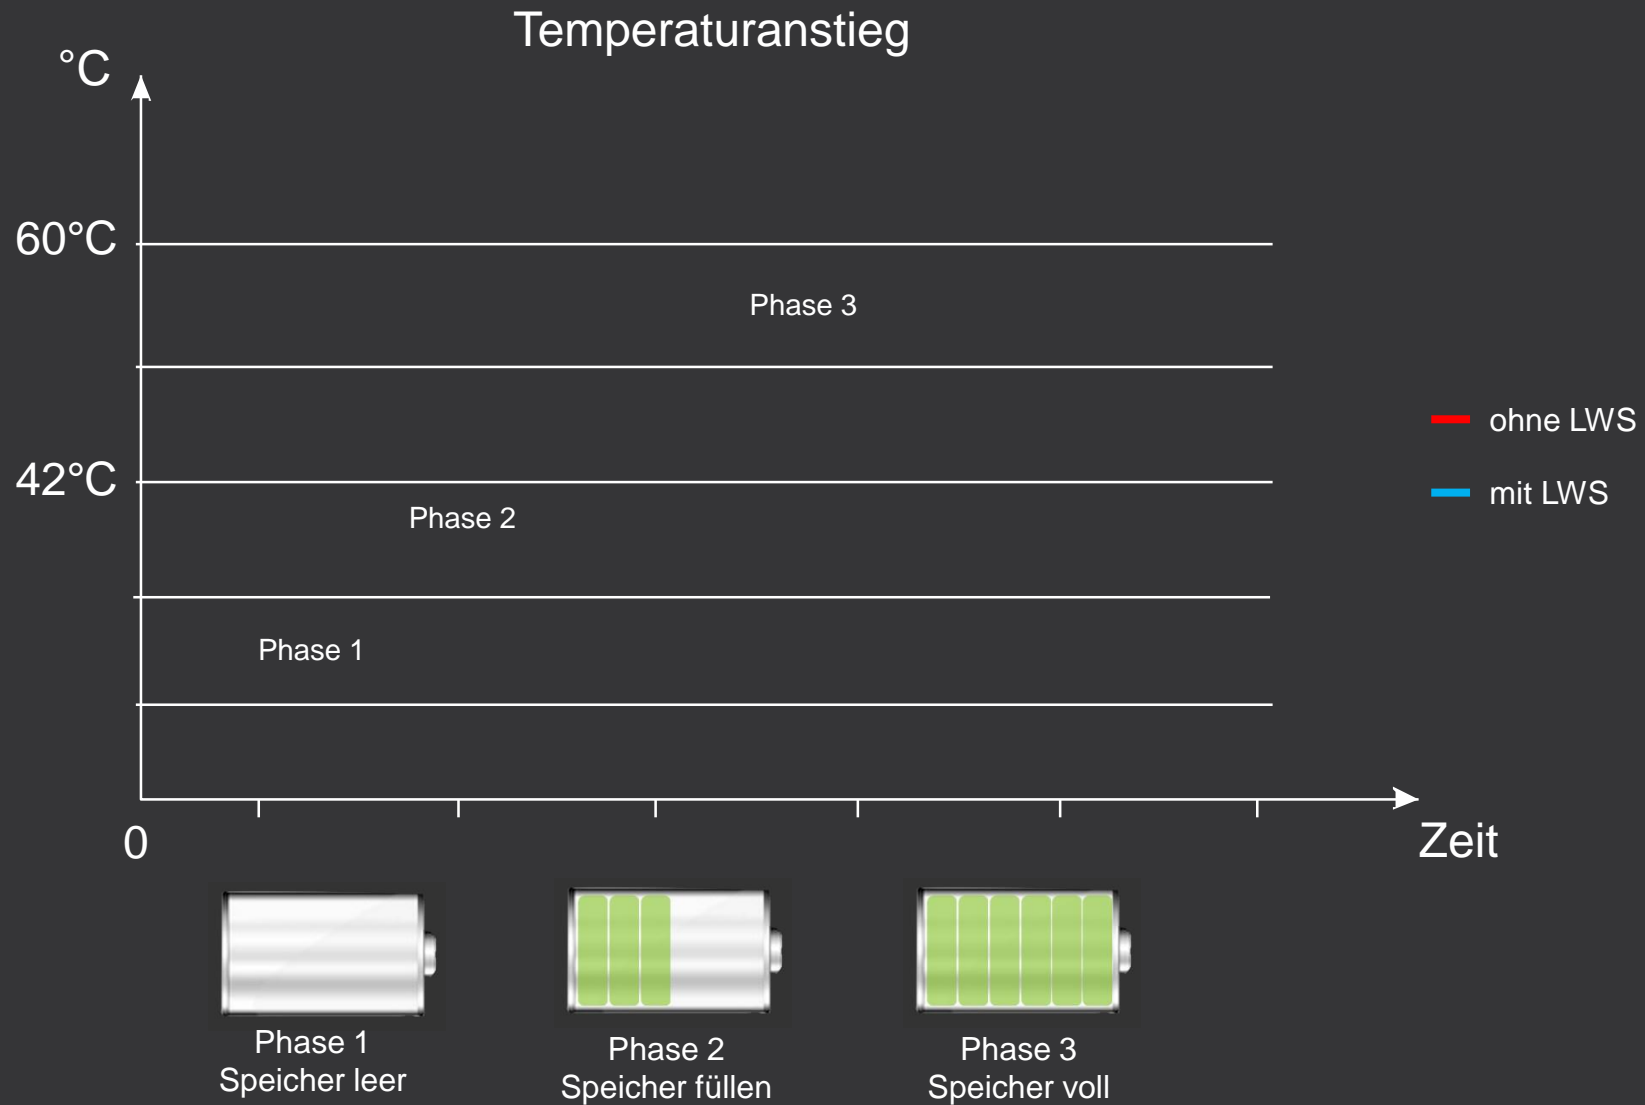 Temperaturanstieg
°C
60°C
Phase 3
ohne LWS
42°C
mit LWS
Phase 2
Phase 1
0
Zeit
Phase 1
Speicher leer
Phase 2
Speicher füllen
Phase 3
Speicher voll